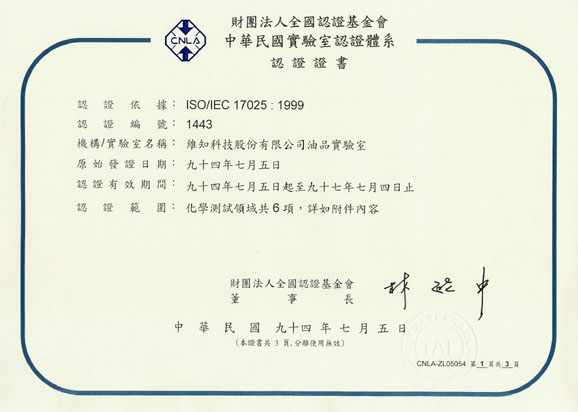 財團法人全國認證基金會
中華民國實驗室認證體系
CNLA
認證證書
認證依據：ISO/IEC 17025 : 1999
認證編號：1443
機構/實驗室名稱：維知科技股份有限公司油品實驗室
原始發證日期：九十四年七月五日
認證有效期間：九十四年七月五日起至九十七年七月四日止
認證範圍：化學測試領域共6項，詳如附件內容
財團法人全國認證基金會
董事長
中華民國九十四年七月五日
(本證書共 3 頁,分離使用無效)
TAF
CNLA-ZL05054 第1頁共3頁